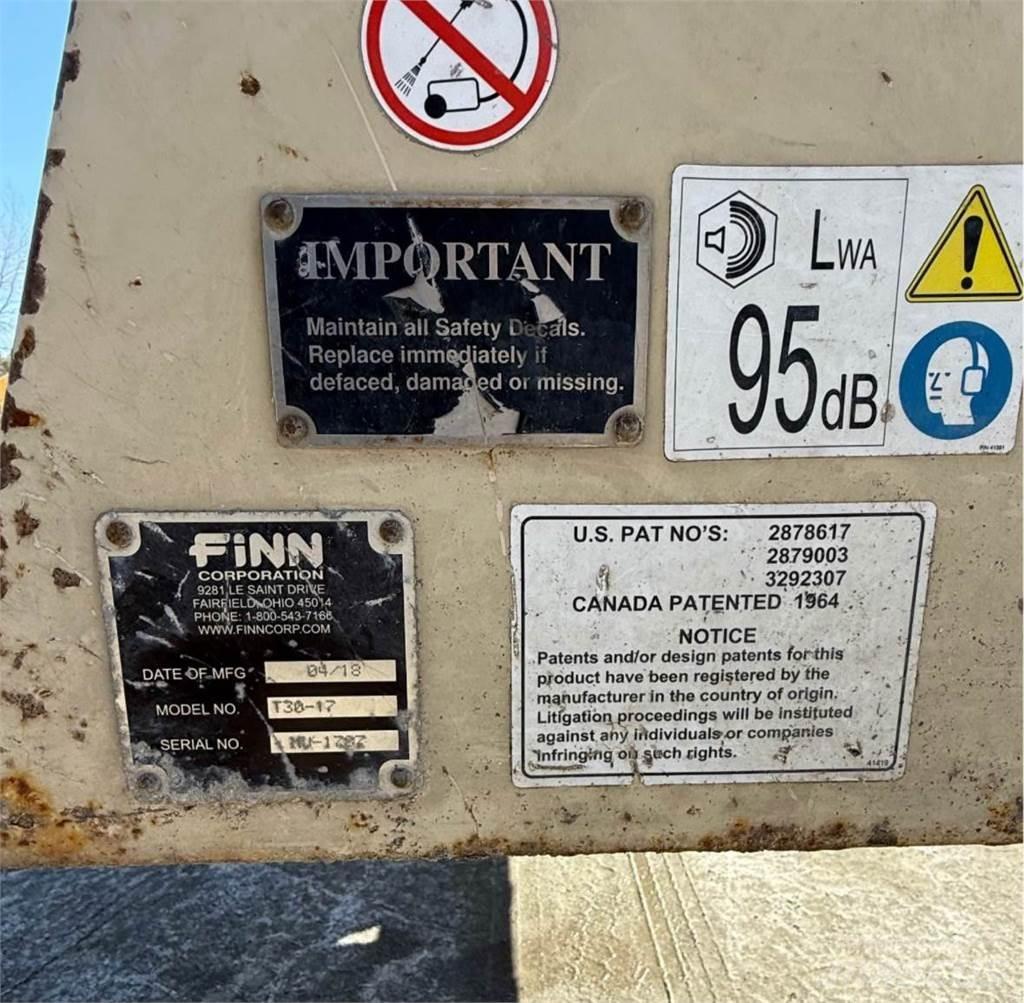 IMPORTANT
Maintain all Safety Decals.
Replace immediately if
defaced, damaged or missing.
LWA
95dB
P/N 41381
FiNN
CORPORATION
9281 LE SAINT DRIVE
FAIRFIELD, OHIO 45014
PHONE: 1-800-543-7166
WWW.FINNCORP.COM
DATE OF MFG 04/18
MODEL NO. T30-17
SERIAL NO.
U.S. PAT NO'S: 2878617
2879003
3292307
CANADA PATENTED 1964
NOTICE
Patents and/or design patents for this
product have been registered by the
manufacturer in the country of origin.
Litigation proceedings will be instituted
against any individuals or companies
infringing on such rights.
41419